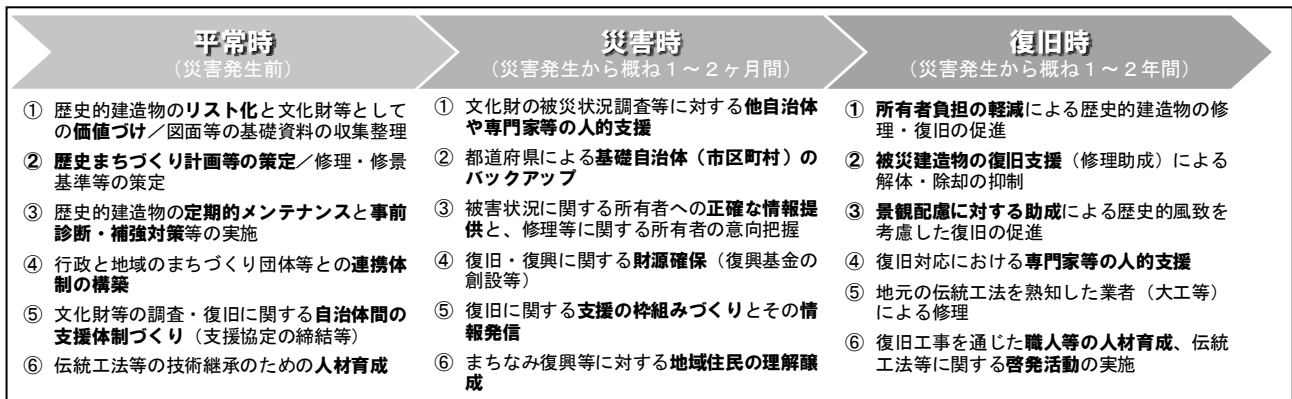 平常時
（災害発生前）
① 歴史的建造物のリスト化と文化財等として
の価値づけ／図面等の基礎資料の収集整理
② 歴史まちづくり計画等の策定／修理・修景
基準等の策定
③ 歴史的建造物の定期的メンテナンスと事前
診断・補強対策等の実施
④ 行政と地域のまちづくり団体等との連携体
制の構築
⑤ 文化財等の調査・復旧に関する自治体間の
支援体制づくり（支援協定の締結等）
⑥ 伝統工法等の技術継承のための人材育成
災害時
（災害発生から概ね１～２ヶ月間）
① 文化財の被災状況調査等に対する他自治体
や専門家等の人的支援
② 都道府県による基礎自治体（市区町村）の
バックアップ
③ 被害状況に関する所有者への正確な情報提
供と、修理等に関する所有者の意向把握
④ 復旧・復興に関する財源確保（復興基金の
創設等）
⑤ 復旧に関する支援の枠組みづくりとその情
報発信
⑥ まちなみ復興等に対する地域住民の理解醸
成
復旧時
（災害発生から概ね１～２年間）
① 所有者負担の軽減による歴史的建造物の修
理・復旧の促進
② 被災建造物の復旧支援（修理助成）による
解体・除却の抑制
③ 景観配慮に対する助成による歴史的風致を
考慮した復旧の促進
④ 復旧対応における専門家等の人的支援
⑤ 地元の伝統工法を熟知した業者（大工等）
による修理
⑥ 復旧工事を通じた職人等の人材育成、伝統
工法等に関する啓発活動の実施